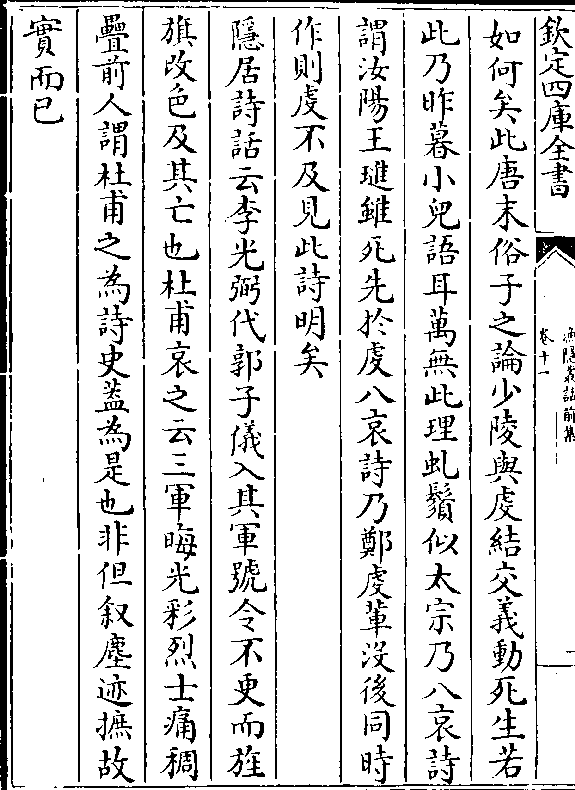 欽定四庫全書
漁隱叢話前集
卷十一
如何矣此唐末俗子之論少陵與虔結交義動死生若
此乃昨暮小兒語耳萬無此理虬鬚似太宗乃八哀詩
謂汝陽王璡雖死先於虔八哀詩乃鄭虔輩沒後同時
作則虔不及見此詩明矣
隱居詩話云李光弼代郭子儀入其軍號令不更而旌
旗改色及其亡也杜甫哀之云三軍晦光彩烈士痛稠
疊前人謂杜甫之為詩史蓋為是也非但叙塵迹摭故
實而已